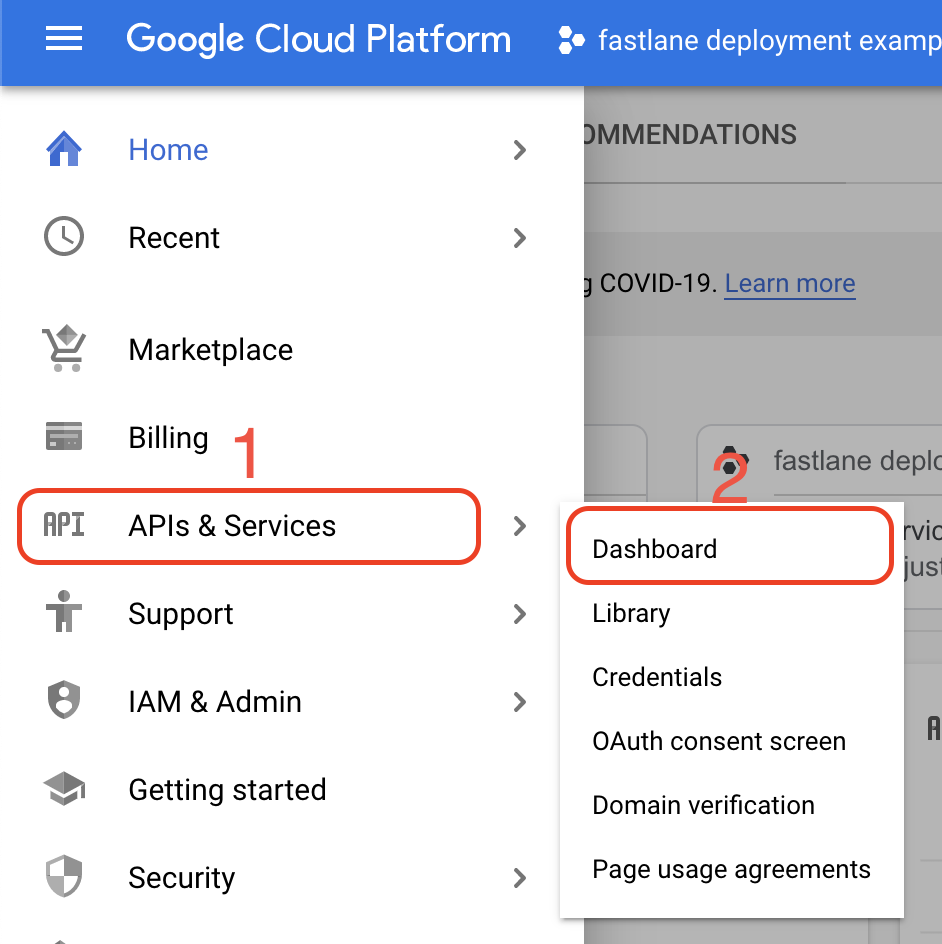 Google Cloud Platform
fastlane deployment examp
OMMENDATIONS
g COVID-19. Learn more
Home
Recent
Marketplace
Billing
1
API
APIs & Services
Support
IAM & Admin
Getting started
Security
fastlane deplo
2
Dashboard
Library
Credentials
OAuth consent screen
Domain verification
Page usage agreements
rvic
just
A